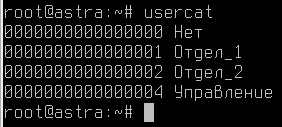 root@astra:~# usercat
0000000000000000 Нет
0000000000000001 Отдел_1
0000000000000002 Отдел_2
0000000000000004 Управление
root@astra:~#